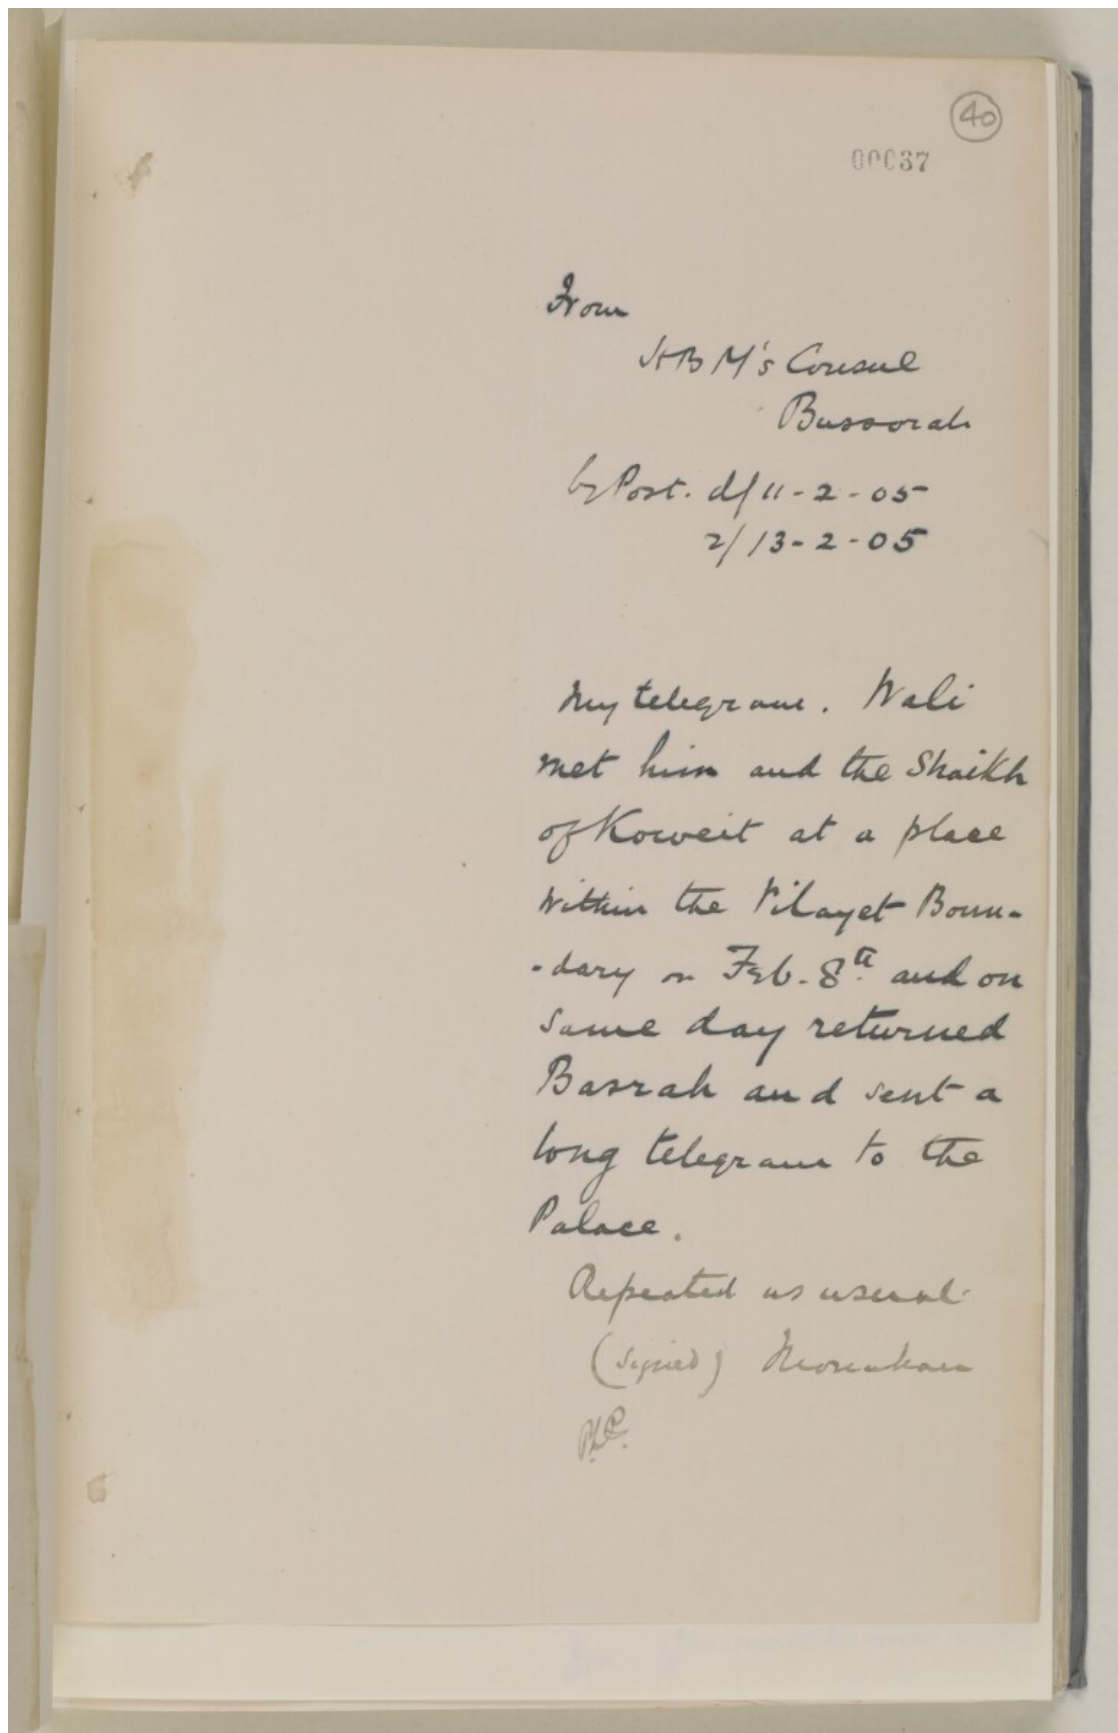 40
00037
From
HBM's Consul
Bussorah
by Post. d/ 11-2-05
r/ 13-2-05
My telegram. Wali
met him and the Shaikh
of Koweit at a place
within the Vilayet Boun-
-dary on Feb. 8th and on
same day returned
Basrah and sent a
long telegram to the
Palace.
Repeated as usual.
(signed) Monahan